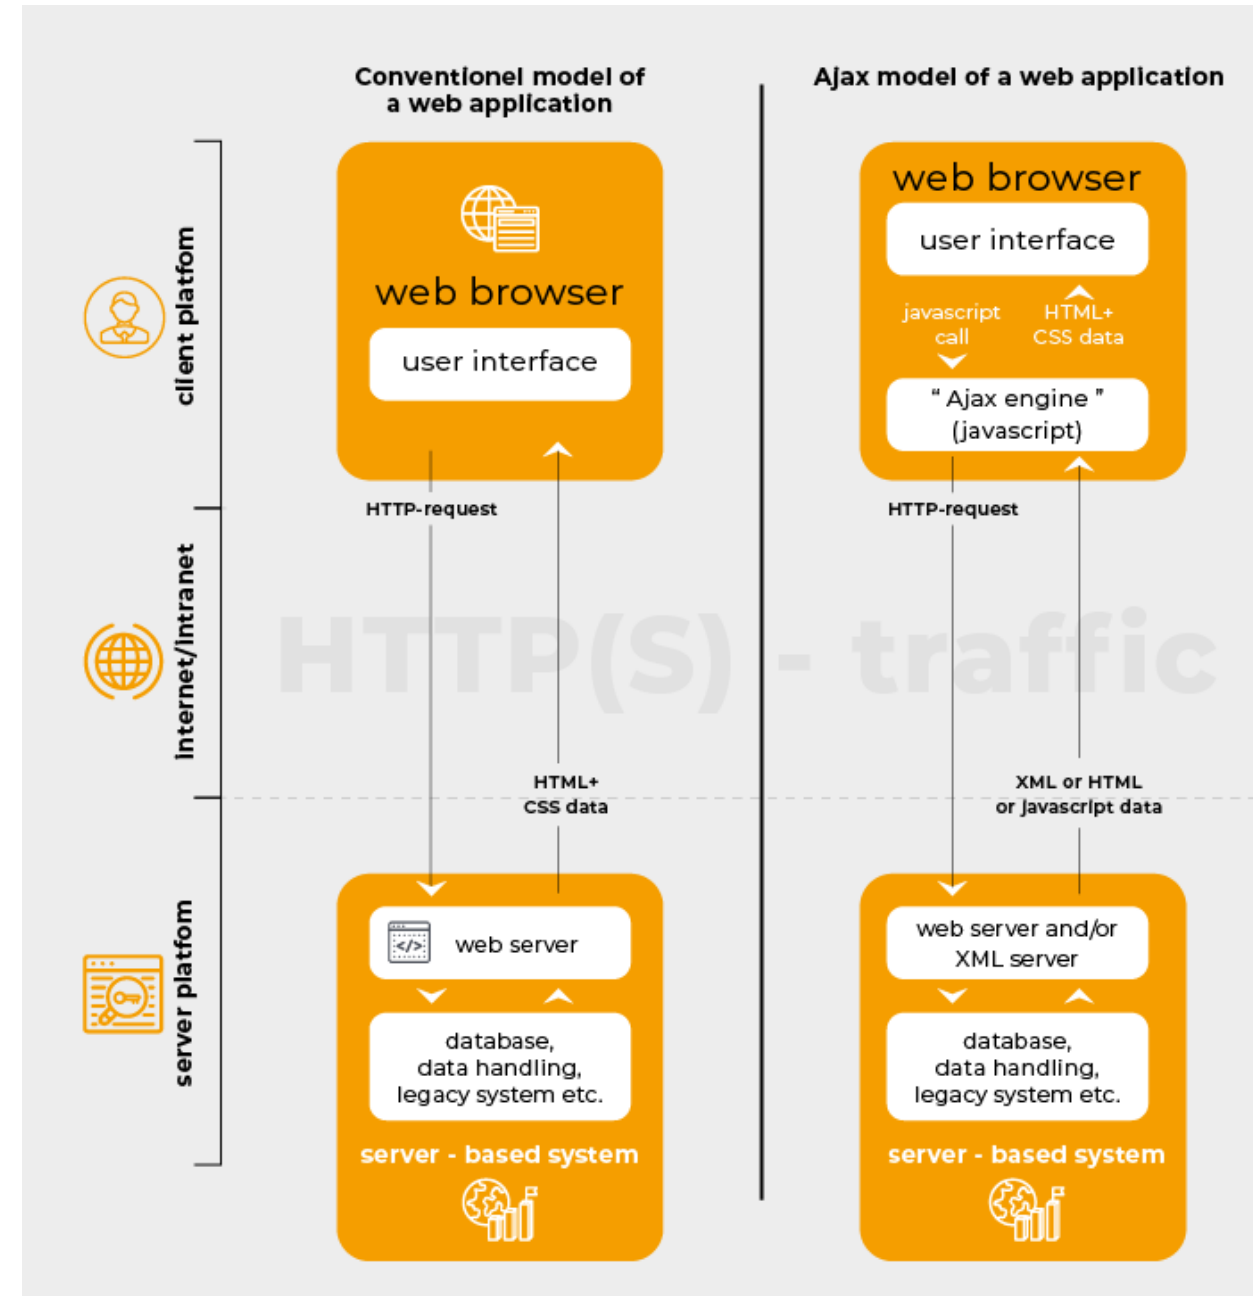 Conventionel model of
a web application
Ajax model of a web application
client platfom
web browser
user interface
web browser
user interface
javascript
call
HTML+
CSS data
“ Ajax engine ”
(javascript)
HTTP-request
HTTP-request
internet/intranet
HTTP(S) - traffic
HTML+
CSS data
XML or HTML
or javascript data
server platfom
</>
web server
database,
data handling,
legacy system etc.
server - based system
web server and/or
XML server
database,
data handling,
legacy system etc.
server - based system